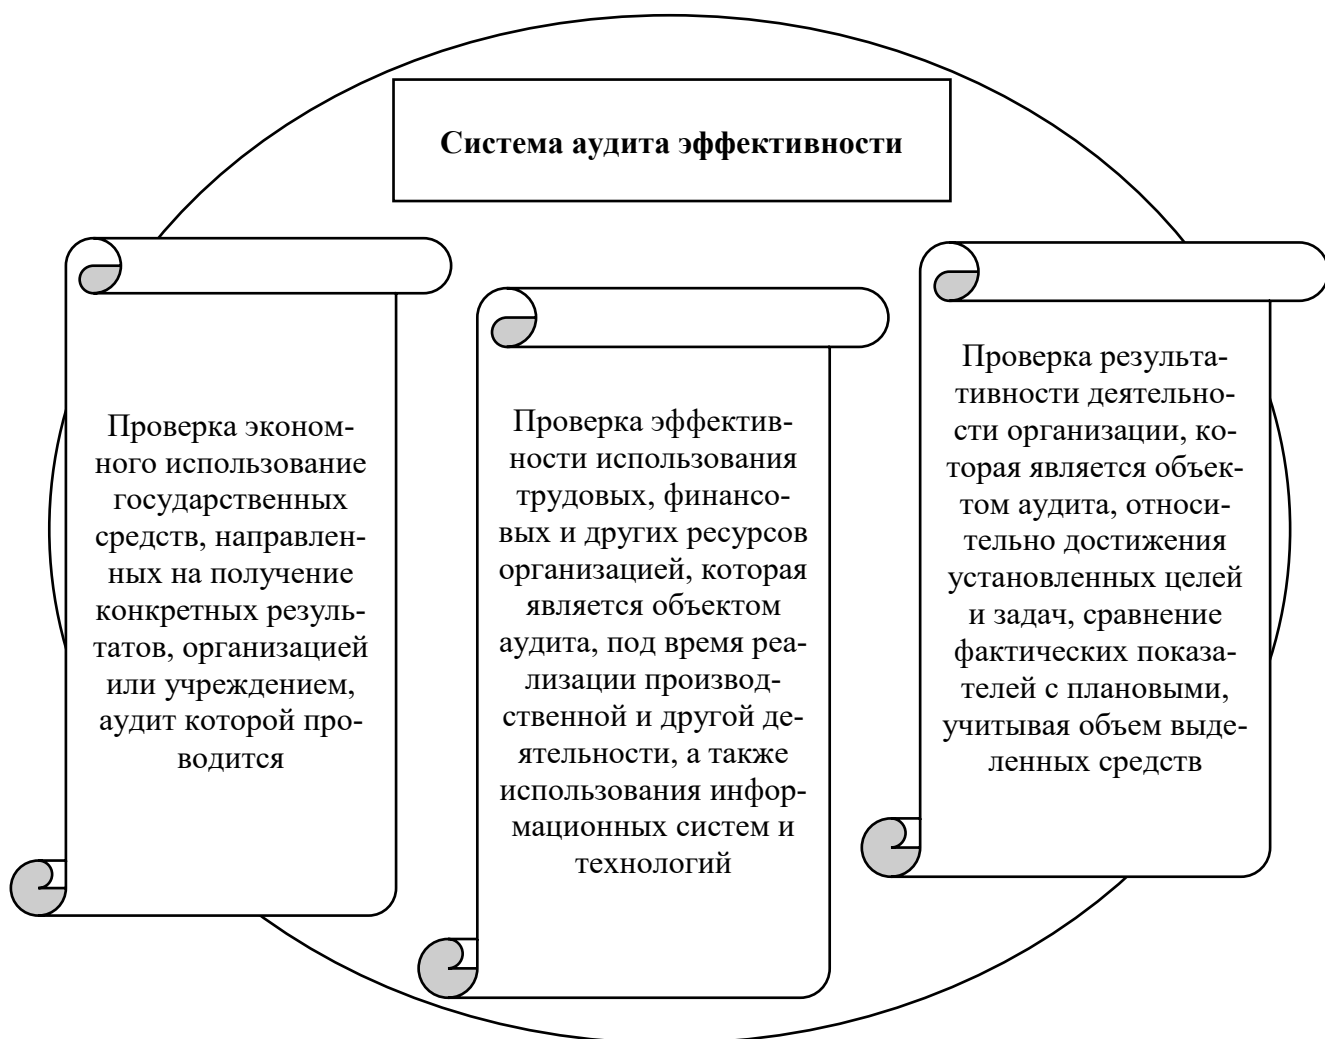 Система аудита эффективности
Проверка эконом-
ного использование
государственных
средств, направлен-
ных на получение
конкретных резуль-
татов, организацией
или учреждением,
аудит которой про-
водится
Проверка эффектив-
ности использования
трудовых, финансо-
вых и других ресурсов
организацией, которая
является объектом
аудита, под время реа-
лизации производ-
ственной и другой де-
ятельности, а также
использования инфор-
мационных систем и
технологий
Проверка результа-
тивности деятельно-
сти организации, ко-
торая является объек-
том аудита, относи-
тельно достижения
установленных целей
и задач, сравнение
фактических показа-
телей с плановыми,
учитывая объем выде-
ленных средств